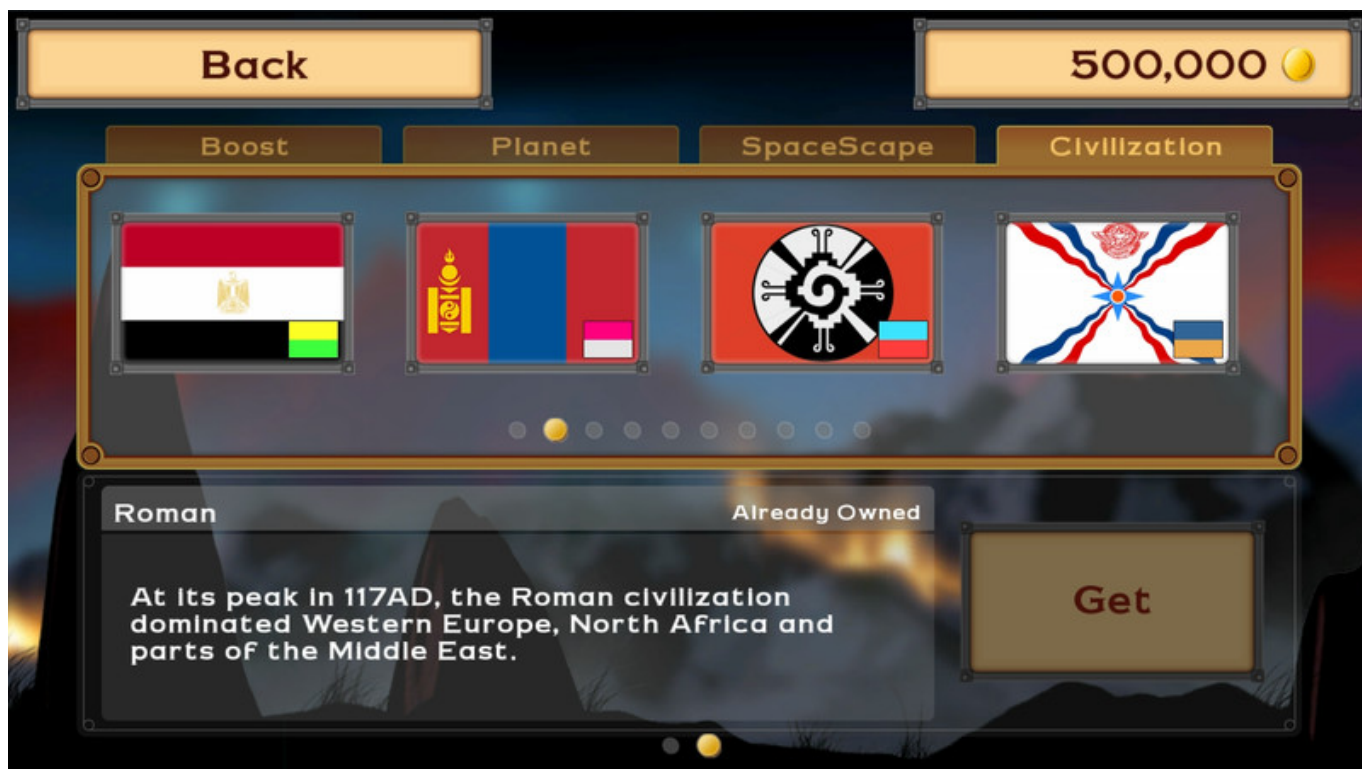 Back
500,000
Boost
Planet
SpaceScape
Civilization
Roman
Already Owned
At its peak in 117AD, the Roman civilization
dominated Western Europe, North Africa and
parts of the Middle East.
Get